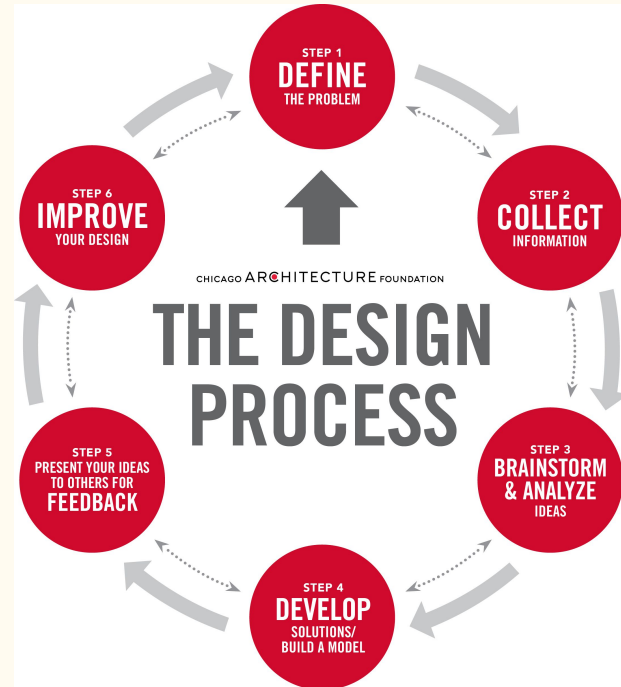 STEP 1
DEFINE
THE PROBLEM
STEP 2
COLLECT
INFORMATION
STEP 3
BRAINSTORM
& ANALYZE
IDEAS
STEP 4
DEVELOP
SOLUTIONS/
BUILD A MODEL
STEP 5
PRESENT YOUR IDEAS
TO OTHERS FOR
FEEDBACK
STEP 6
IMPROVE
YOUR DESIGN
CHICAGO ARCHITECTURE FOUNDATION
THE DESIGN
PROCESS